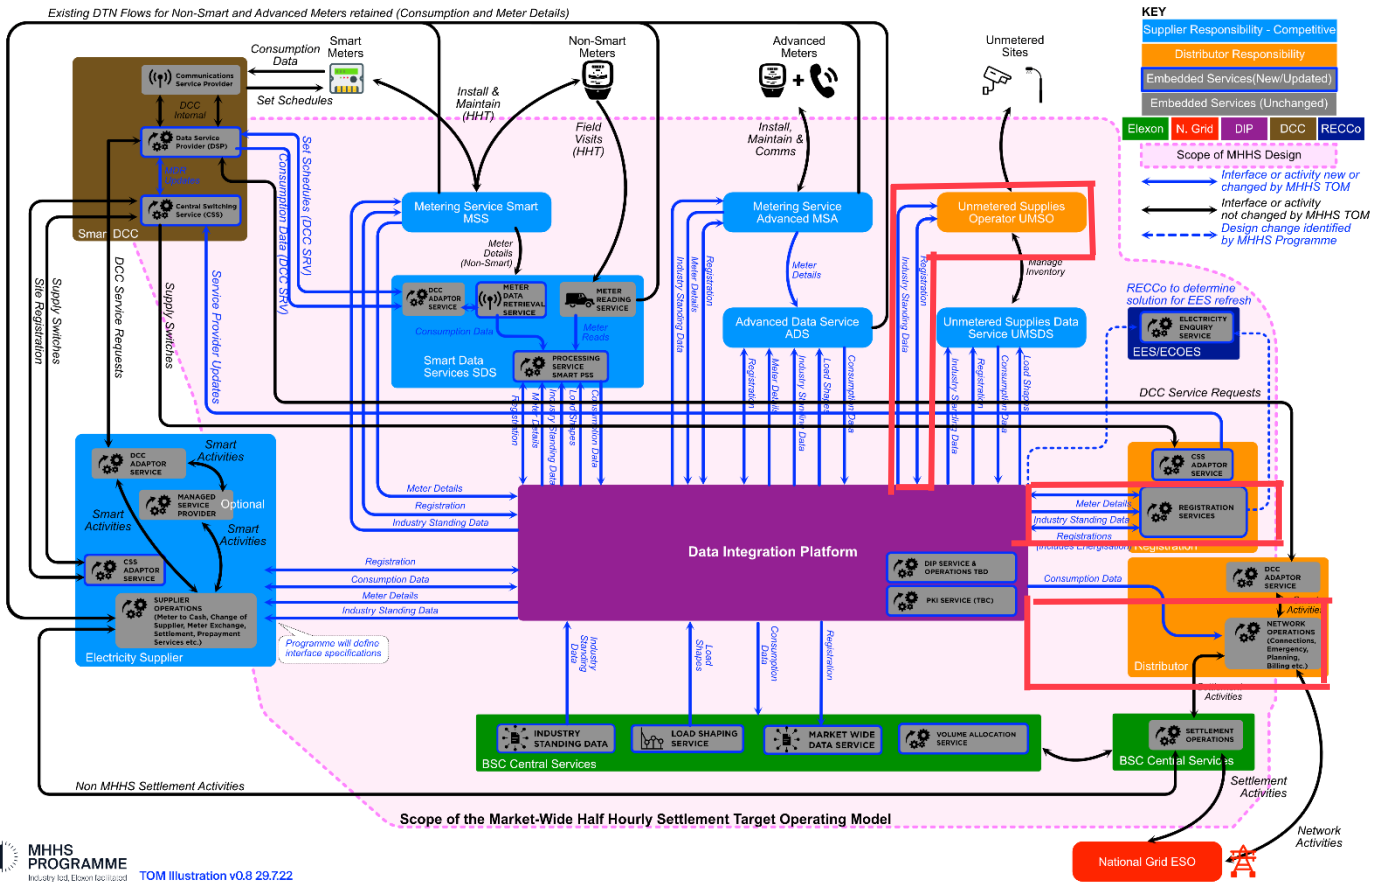 Existing DTN Flows for Non-Smart and Advanced Meters retained (Consumption and Meter Details)
KEY
Supplier Responsibility - Competitive
Distributor Responsibility
Embedded Services(New/Updated)
Embedded Services (Unchanged)
Elexon
N. Grid
DIP
DCC
RECCo
Scope of MHHS Design
Interface or activity new or
changed by MHHS TOM
Interface or activity
not changed by MHHS TOM
Design change identified
by MHHS Programme
Smart
Meters
Non-Smart
Meters
Advanced
Meters
Unmetered
Sites
Consumption
Data
Set Schedules
Communications
Service Provider
DCC
Internal
Data Service
Provider (DSP)
MDR
Updates
Central Switching
Service (CSS)
Smart DCC
Install &
Maintain
(HHT)
Field
Visits
(HHT)
Install,
Maintain &
Comms
Set Schedules (DCC SRV)
Consumption Data (DCC SRV)
Metering Service Smart
MSS
Metering Service
Advanced MSA
Unmetered Supplies
Operator UMSO
Meter
Details
(Non-Smart)
Meter
Details
Manage
Inventory
Registration
Meter Details
Industry Standing Data
Registration
Industry Standing Data
DCC
ADAPTOR
SERVICE
METER
DATA
RETRIEVAL
SERVICE
METER
READING
SERVICE
Consumption Data
Meter
Reads
PROCESSING
SERVICE
SMART PSS
Smart Data
Services SDS
Advanced Data Service
ADS
Unmetered Supplies Data
Service UMSDS
RECCo to determine
solution for EES refresh
ELECTRICITY
ENQUIRY
SERVICE
EES/ECOES
Site Registration
Supply Switches
DCC Service Requests
Supply Switches
Service Provider Updates
Registration
Meter Details
Industry Standing Data
Load Shapes
Consumption Data
Registration
Meter Details
Industry Standing Data
Load Shapes
Consumption Data
Industry Standing Data
Registration
Consumption Data
Load Shapes
DCC Service Requests
DCC
ADAPTOR
SERVICE
Smart
Activities
MANAGED
SERVICE
PROVIDER
Optional
Smart
Activities
Smart
Activities
CSS
ADAPTOR
SERVICE
SUPPLIER
OPERATIONS
(Meter to Cash, Change of
Supplier, Meter Exchange,
Settlement, Prepayment
Services etc.)
Electricity Supplier
Meter Details
Registration
Industry Standing Data
Registration
Consumption Data
Meter Details
Industry Standing Data
Programme will define
interface specifications
Data Integration Platform
DIP SERVICE &
OPERATIONS TBD
PKI SERVICE (TBC)
CSS
ADAPTOR
SERVICE
REGISTRATION
SERVICES
Meter Details
Industry Standing Data
Registrations
(Includes Energisation)
Registration
Consumption Data
DCC
ADAPTOR
SERVICE
Activities
NETWORK
OPERATIONS
(Connections,
Emergency,
Planning,
Billing etc.)
Distributor
Settlement
Activities
Industry
Standing
Data
Load
Shapes
Consumption
Data
Registration
INDUSTRY
STANDING DATA
LOAD SHAPING
SERVICE
MARKET WIDE
DATA SERVICE
VOLUME ALLOCATION
SERVICE
BSC Central Services
SETTLEMENT
OPERATIONS
BSC Central Services
Non MHHS Settlement Activities
Settlement
Activities
Scope of the Market-Wide Half Hourly Settlement Target Operating Model
Network
Activities
National Grid ESO
MHHS
PROGRAMME
Industry led, Elexon facilitated
TOM Illustration v0.8 29.7.22